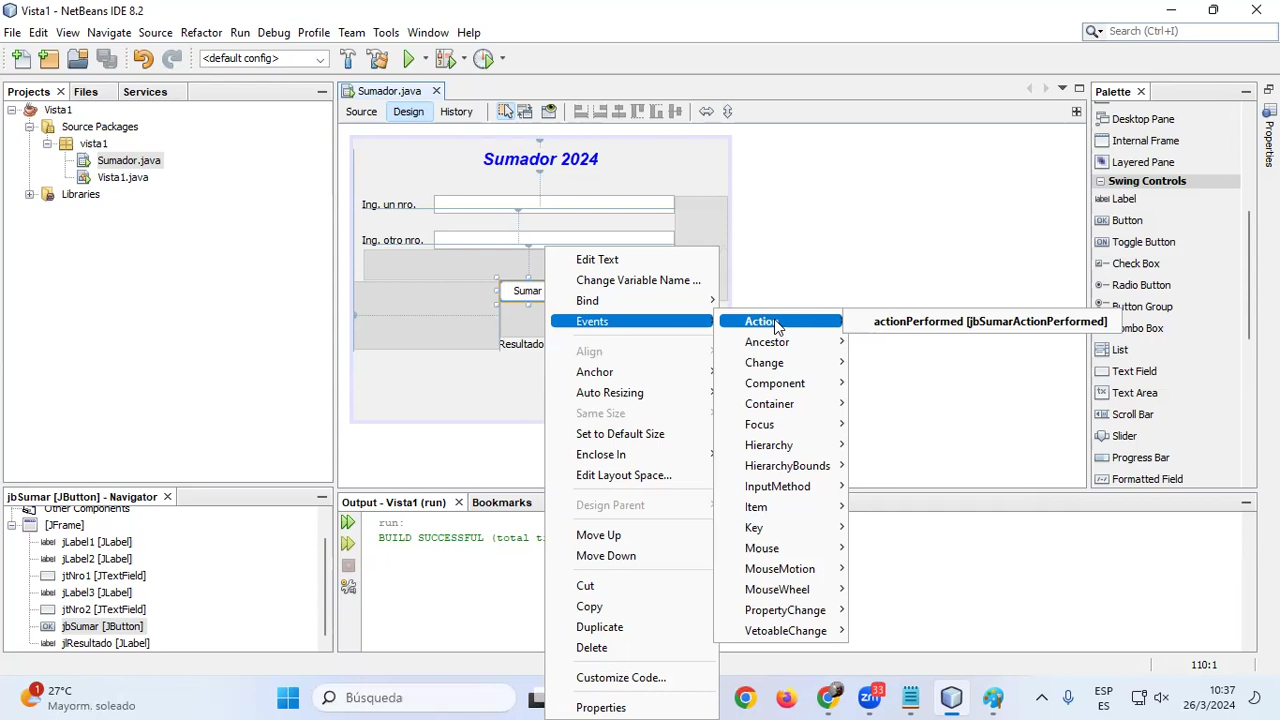 Vista1 - NetBeans IDE 8.2
File Edit View Navigate Source Refactor Run Debug Profile Team Tools Window Help
Search (Ctrl+I)
<default config>
Projects Files Services
Vista1
Source Packages
vista1
Sumador.java
Vista1.java
Libraries
Sumador.java
Source Design History
Sumador 2024
Ing. un nro.
Ing. otro nro.
Sumar
Resultado
Edit Text
Change Variable Name ...
Bind
Events
Align
Anchor
Auto Resizing
Same Size
Set to Default Size
Enclose In
Edit Layout Space...
Design Parent
Move Up
Move Down
Cut
Copy
Duplicate
Delete
Customize Code...
Properties
Action
Ancestor
Change
Component
Container
Focus
Hierarchy
HierarchyBounds
InputMethod
Item
Key
Mouse
MouseMotion
MouseWheel
PropertyChange
VetoableChange
actionPerformed [jbSumarActionPerformed]
Palette
Desktop Pane
Internal Frame
Layered Pane
Swing Controls
Label
Button
Toggle Button
Check Box
Radio Button
Button Group
mbo Box
List
Text Field
Text Area
Scroll Bar
Slider
Progress Bar
Formatted Field
Properties
jbSumar [JButton] - Navigator
Other Components
[JFrame]
jLabel1 [JLabel]
jLabel2 [JLabel]
jtNro1 [JTextField]
jLabel3 [JLabel]
jtNro2 [JTextField]
jbSumar [JButton]
jlResultado [JLabel]
Output - Vista1 (run) Bookmarks
run:
BUILD SUCCESSFUL (total ti
110:1
27°C
Mayorm. soleado
Búsqueda
33
ESP
ES
10:37
26/3/2024